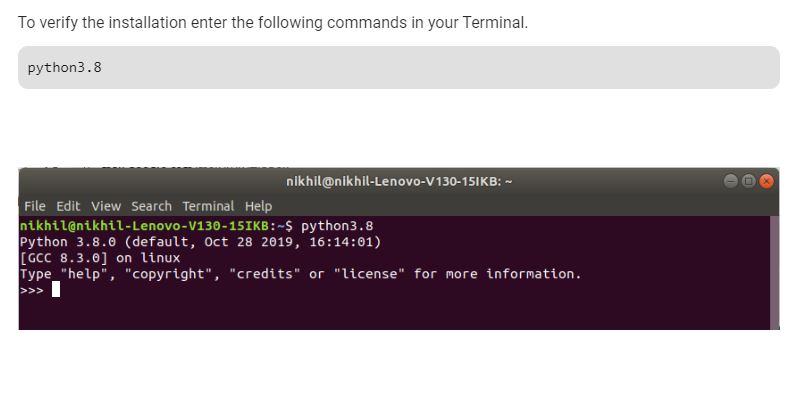 To verify the installation enter the following commands in your Terminal.
python3.8
nikhil@nikhil-Lenovo-V130-15IKB: ~
File Edit View Search Terminal Help
nikhil@nikhil-Lenovo-V130-15IKB:~$ python3.8
Python 3.8.0 (default, Oct 28 2019, 16:14:01)
[GCC 8.3.0] on linux
Type "help", "copyright", "credits" or "license" for more information.
>>>